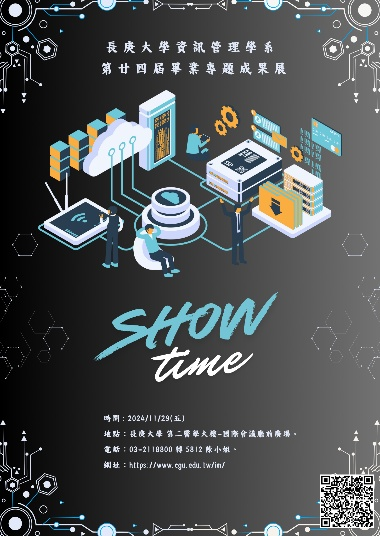 長庚大學資訊管理學系
第廿四屆畢業專題成果展
SHOW
time
時間：2024/11/29(五)
地點：長庚大學 第二醫學大樓-國際會議廳前廣場。
電話：03-2118800 轉 5812 陳小姐。
網址：https://www.cgu.edu.tw/im/